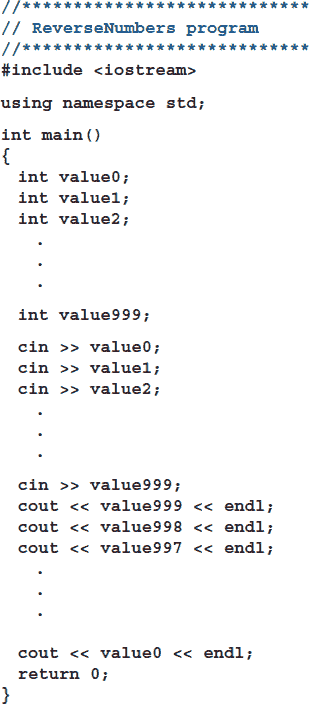 //****************************
// ReverseNumbers program
//****************************
#include <iostream>
using namespace std;
int main()
{
int value0;
int value1;
int value2;
.
.
.
int value999;
cin >> value0;
cin >> value1;
cin >> value2;
.
.
.
cin >> value999;
cout << value999 << endl;
cout << value998 << endl;
cout << value997 << endl;
.
.
.
cout << value0 << endl;
return 0;
}